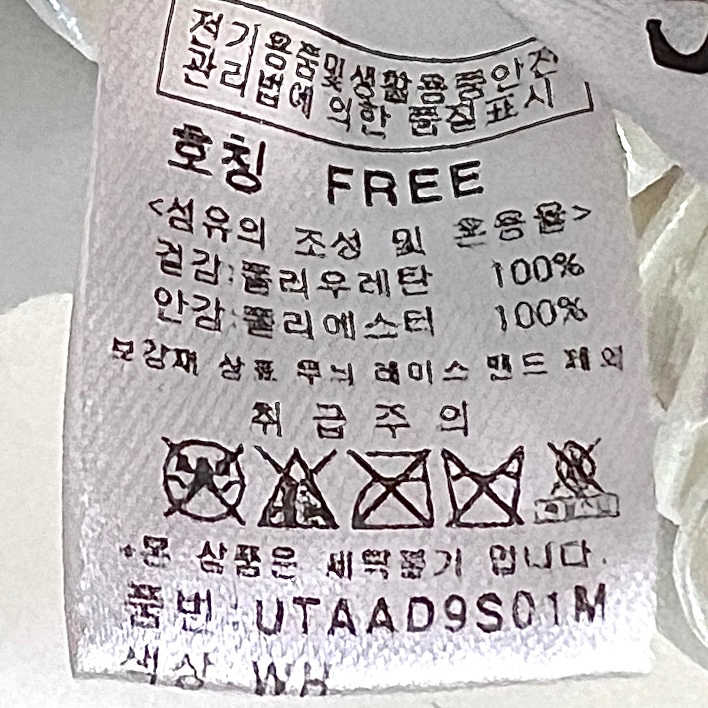 전기용품및생활용품안전
관리법에 의한 품질표시
호칭 FREE
<섬유의 조성 및 혼용율>
겉감:폴리우레탄 100%
안감:폴리에스터 100%
부감재 상표 무늬 레이스 밴드 제외
취급주의
*본 상품은 세탁불가 입니다.
품번:UTAAD9S01M
색상 WH